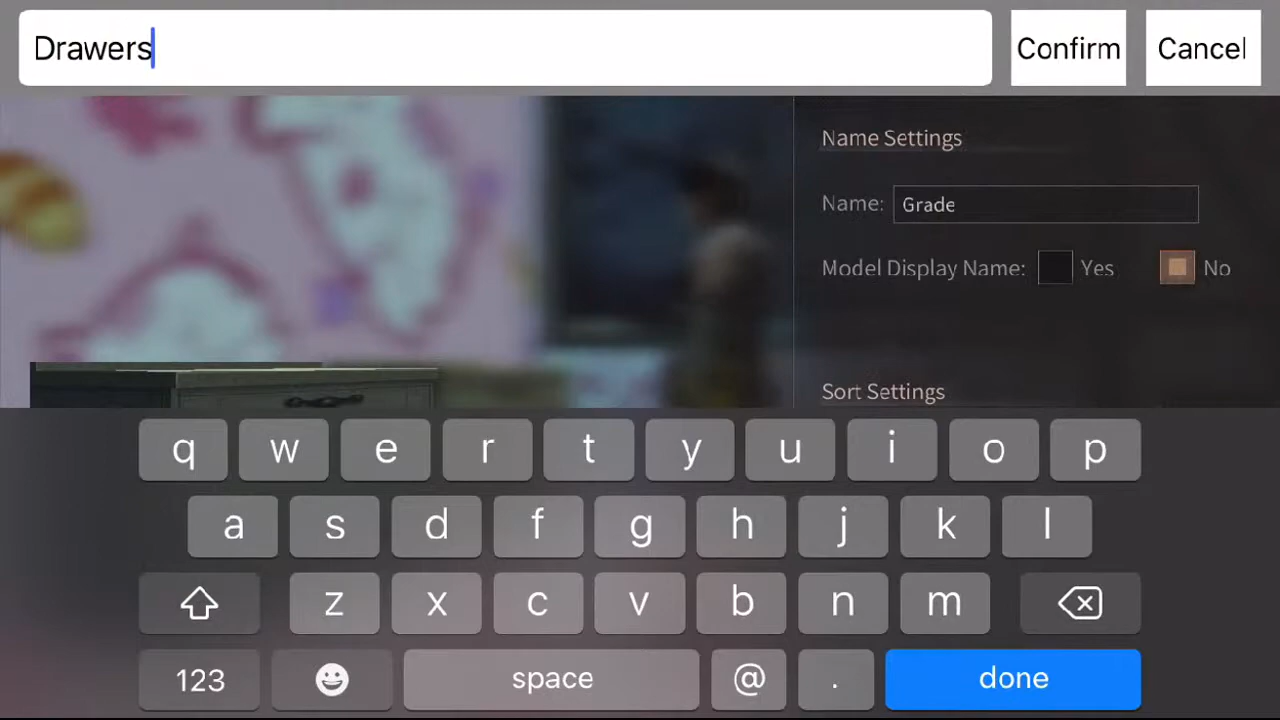 Drawers
Confirm
Cancel
Name Settings
Name: Grade
Model Display Name: Yes No
Sort Settings
q w e r t y u i o p
a s d f g h j k l
z x c v b n m
123 space @ . done